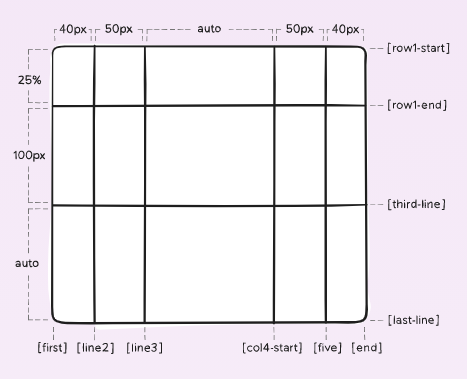 40px 50px auto 50px 40px
[row1-start]
25%
[row1-end]
100px
[third-line]
auto
[last-line]
[first] [line2] [line3] [col4-start] [five] [end]